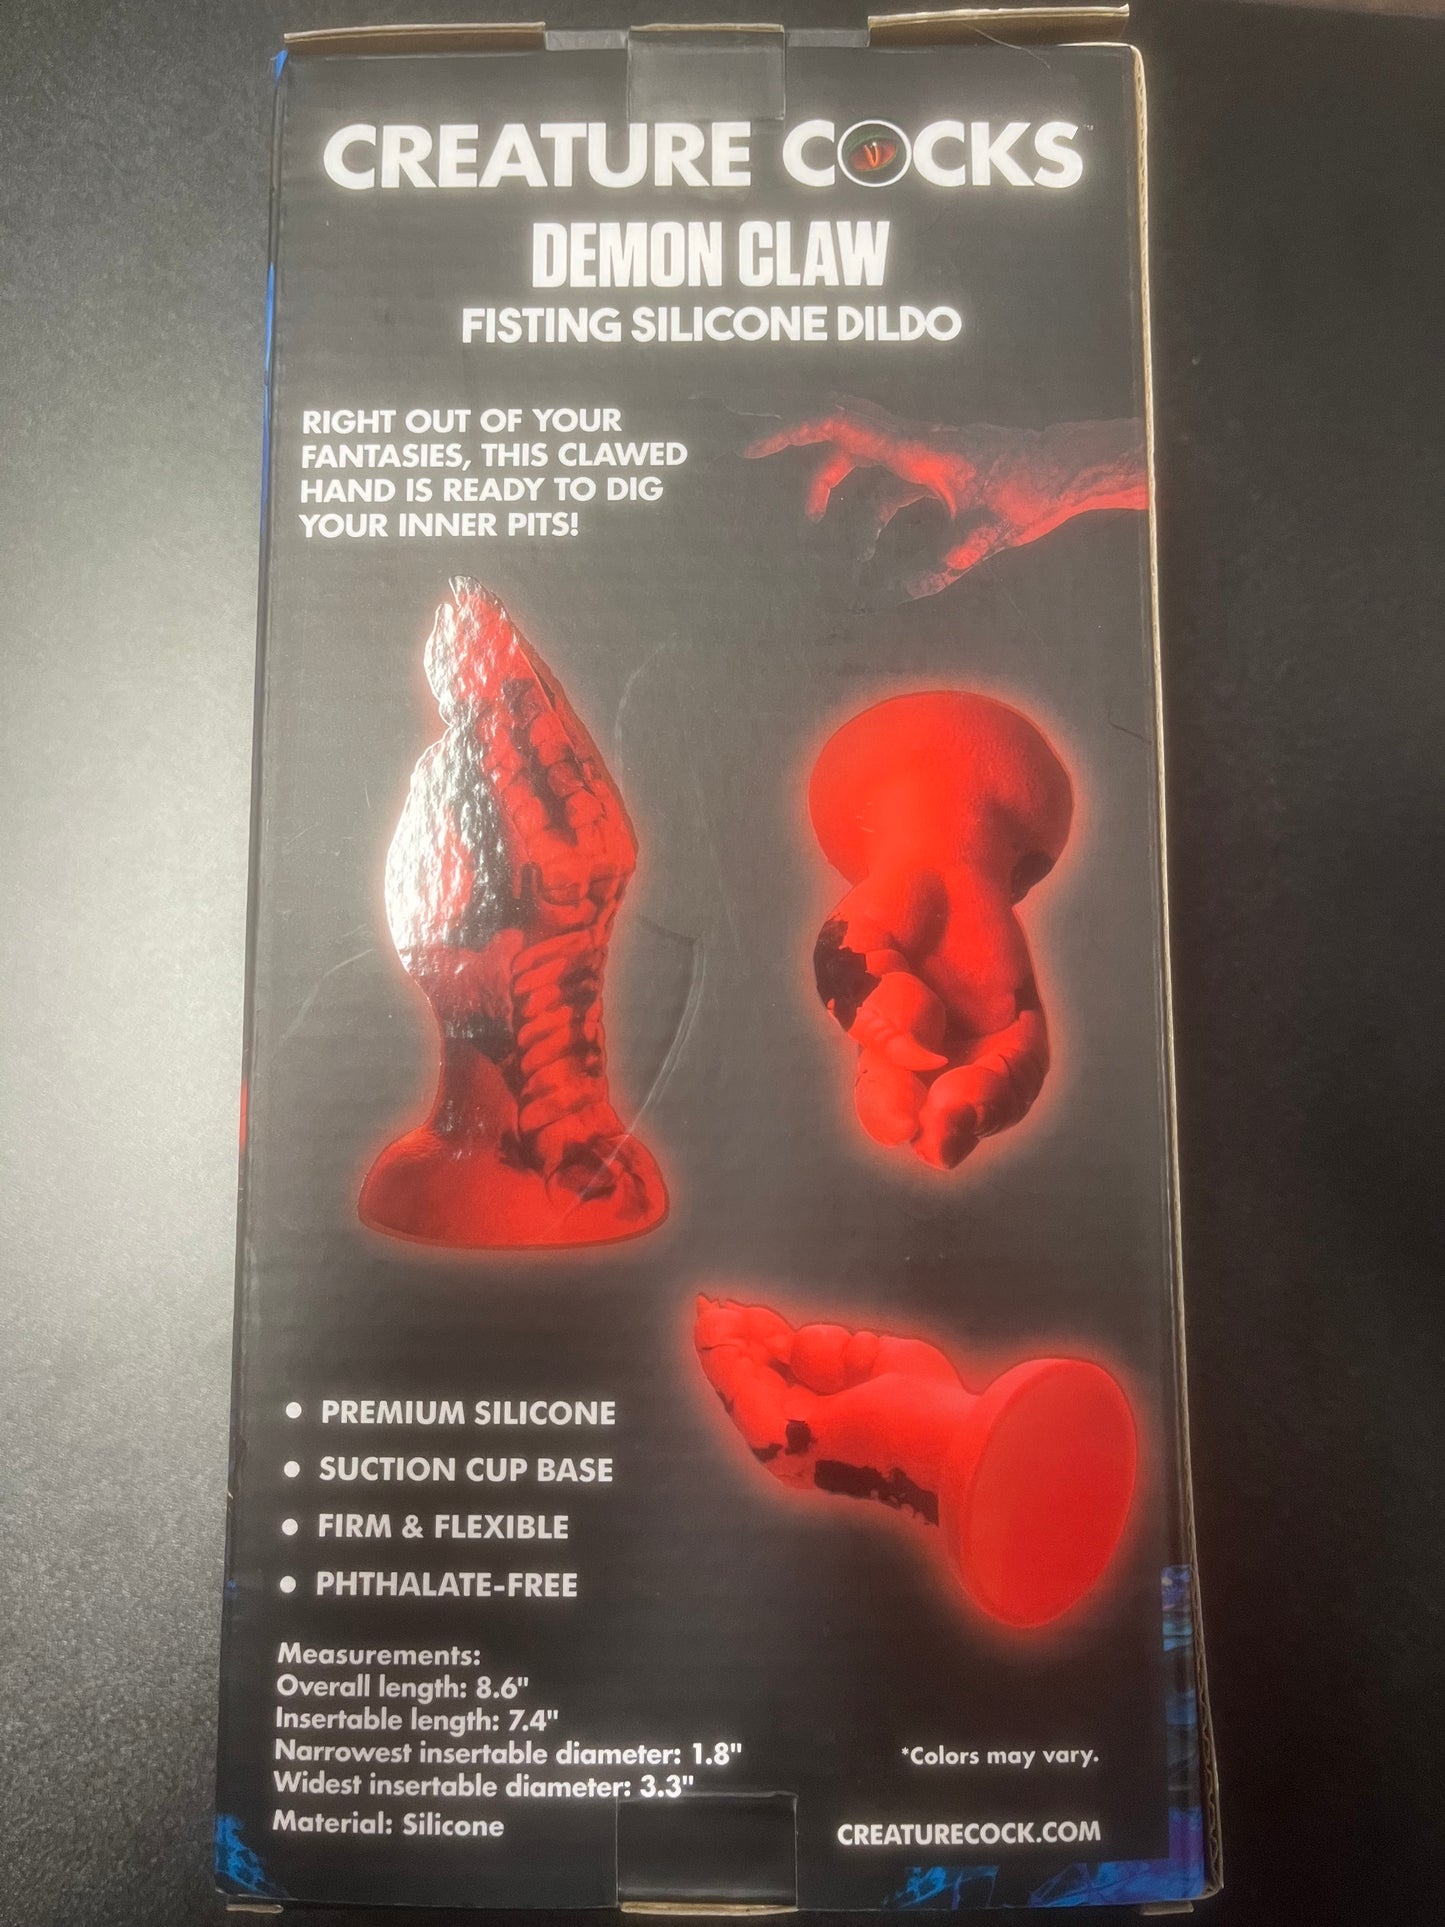 CREATURE COCKS™
DEMON CLAW
FISTING SILICONE DILDO
RIGHT OUT OF YOUR
FANTASIES, THIS CLAWED
HAND IS READY TO DIG
YOUR INNER PITS!
• PREMIUM SILICONE
• SUCTION CUP BASE
• FIRM & FLEXIBLE
• PHTHALATE-FREE
Measurements:
Overall length: 8.6"
Insertable length: 7.4"
Narrowest insertable diameter: 1.8"
Widest insertable diameter: 3.3"
Material: Silicone
*Colors may vary.
CREATURECOCK.COM